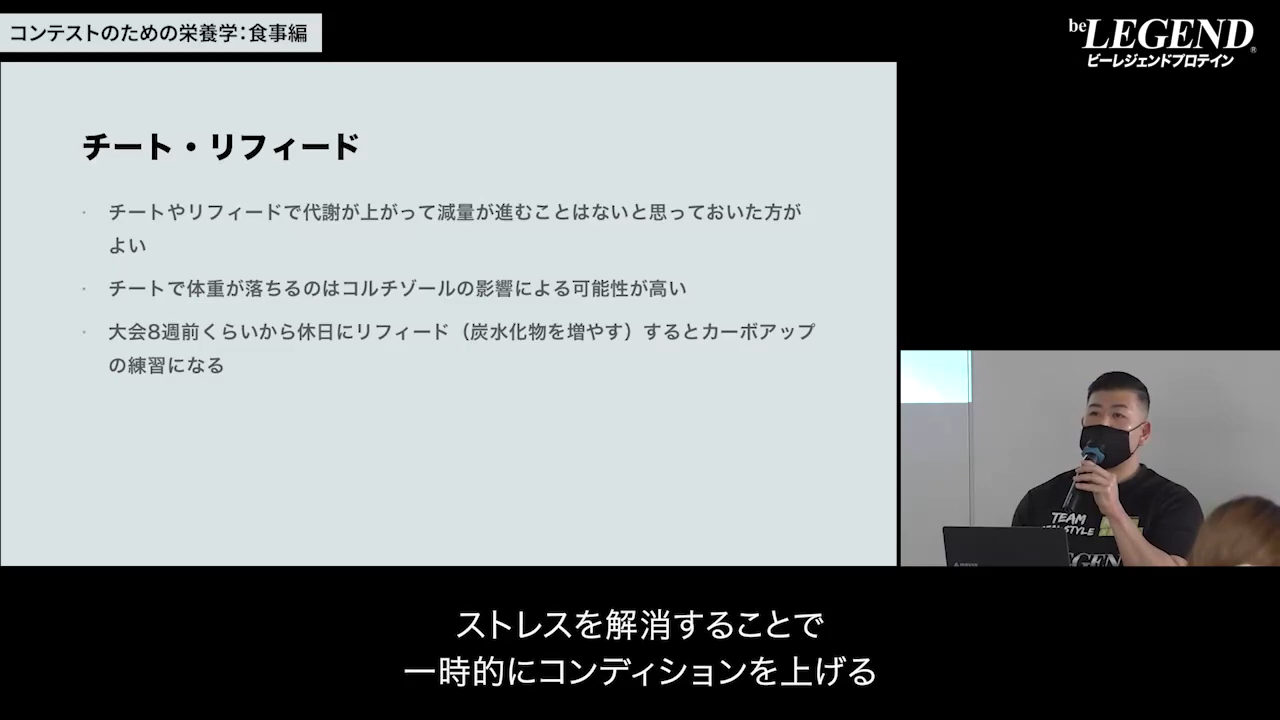 コンテストのための栄養学：食事編
beLEGEND®
ビーレジェンドプロテイン
チート・リフィード
・ チートやリフィードで代謝が上がって減量が進むことはないと思っておいた方が
よい
・ チートで体重が落ちるのはコルチゾールの影響による可能性が高い
・ 大会8週前くらいから休日にリフィード（炭水化物を増やす）するとカーボアップ
の練習になる
TEAM
STYLE
ストレスを解消することで
一時的にコンディションを上げる